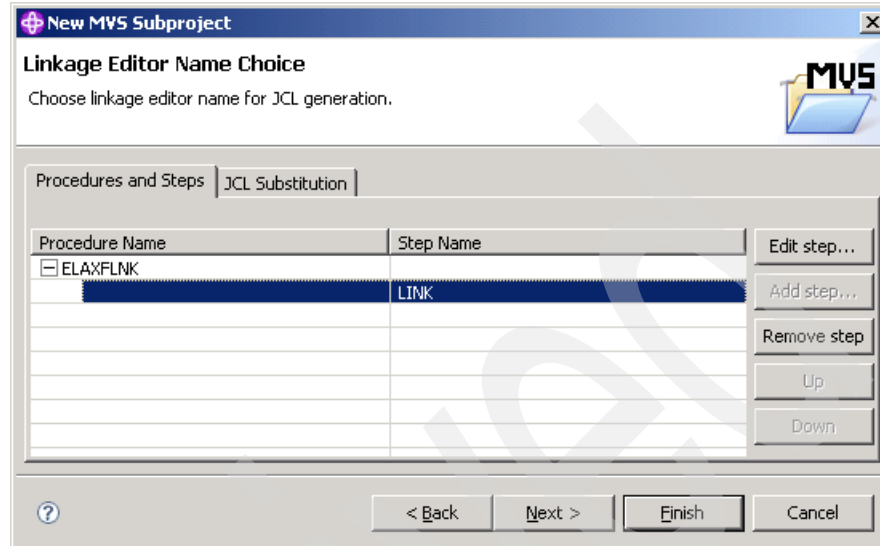 New MVS Subproject
Linkage Editor Name Choice
Choose linkage editor name for JCL generation.
MVS
Procedures and Steps JCL Substitution
Procedure Name Step Name
ELAXFLNK
LINK
Edit step...
Add step...
Remove step
Up
Down
< Back Next > Finish Cancel